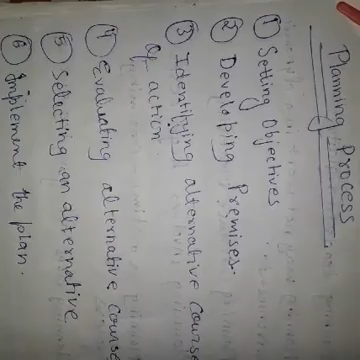 Planning Process
① Setting Objectives
② Developing Premises.
③ Identifying alternative course
of action.
④ Evaluating alternative course
⑤ Selecting an alternative
⑥ Implement the plan.